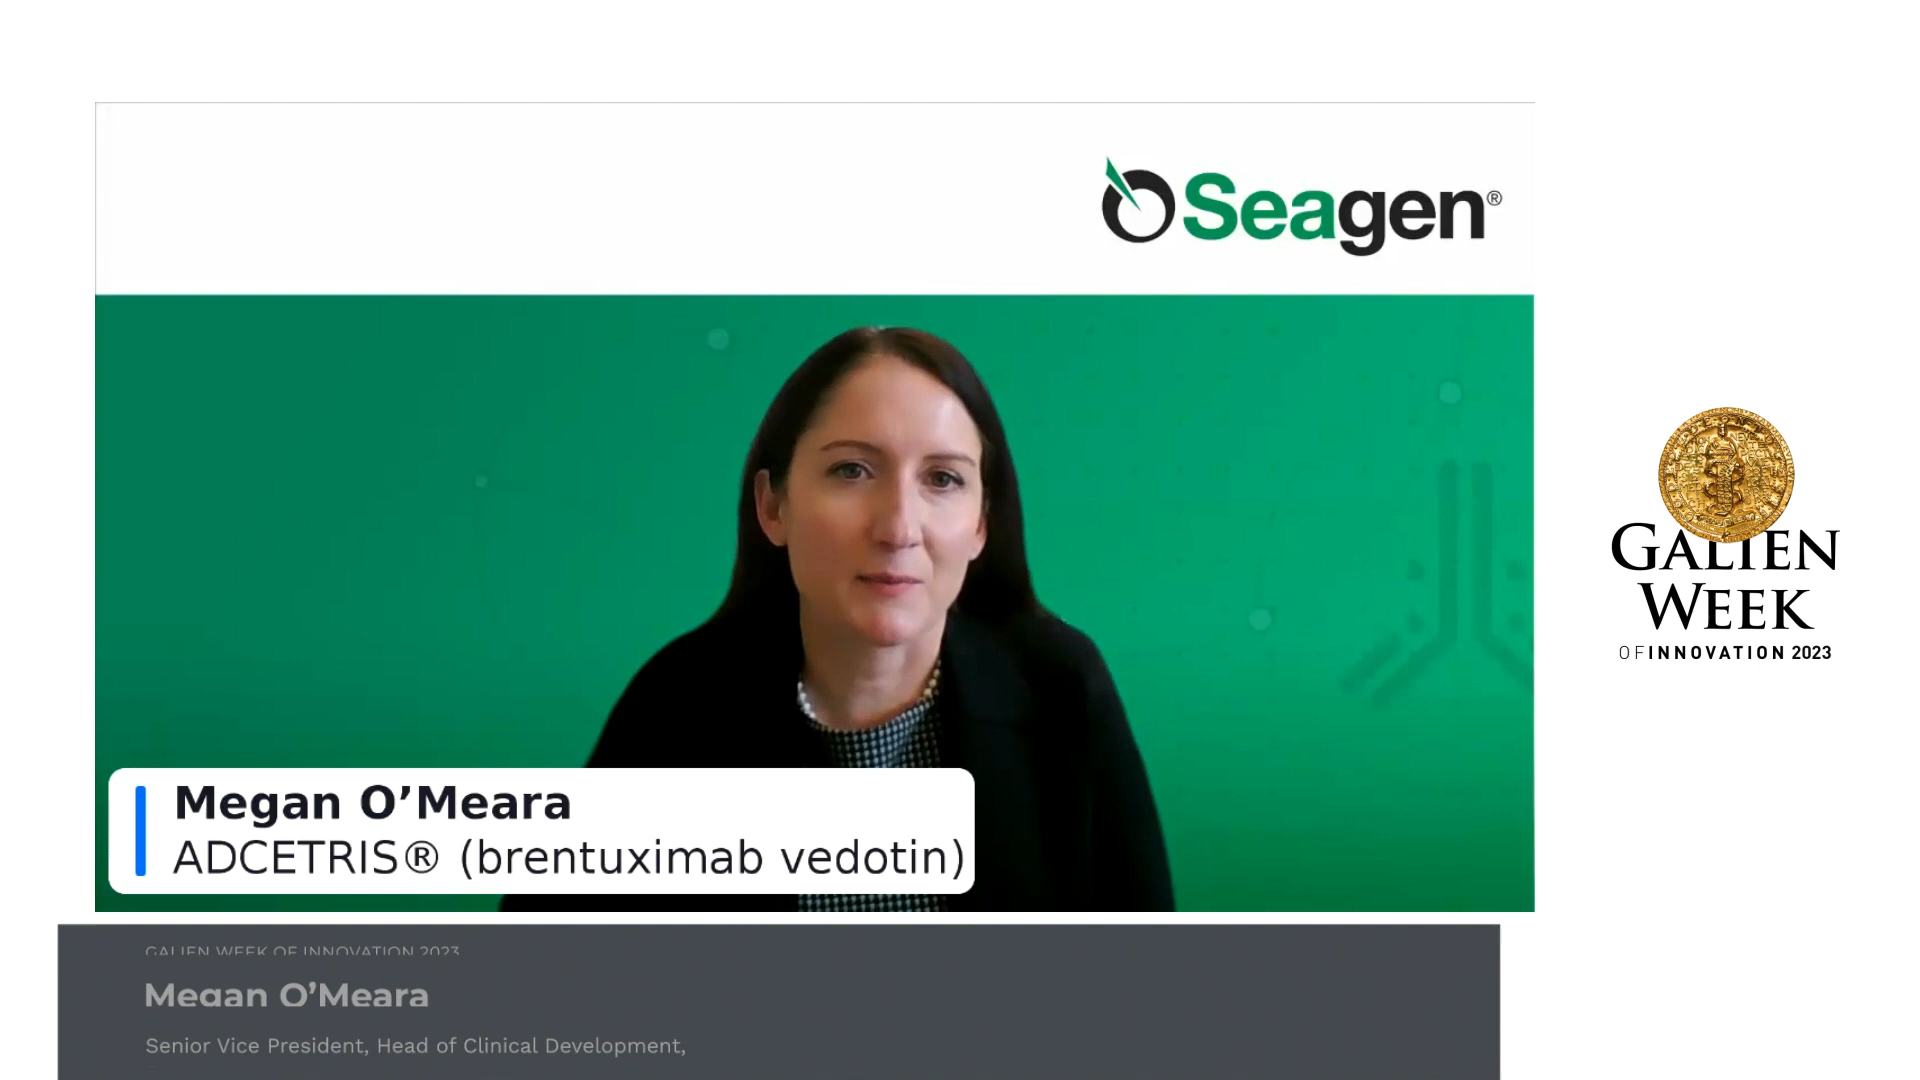 Seagen®
GALIEN
WEEK
OF INNOVATION 2023
Megan O’Meara
ADCETRIS® (brentuximab vedotin)
GALIEN WEEK OF INNOVATION 2023
Megan O’Meara
Senior Vice President, Head of Clinical Development,